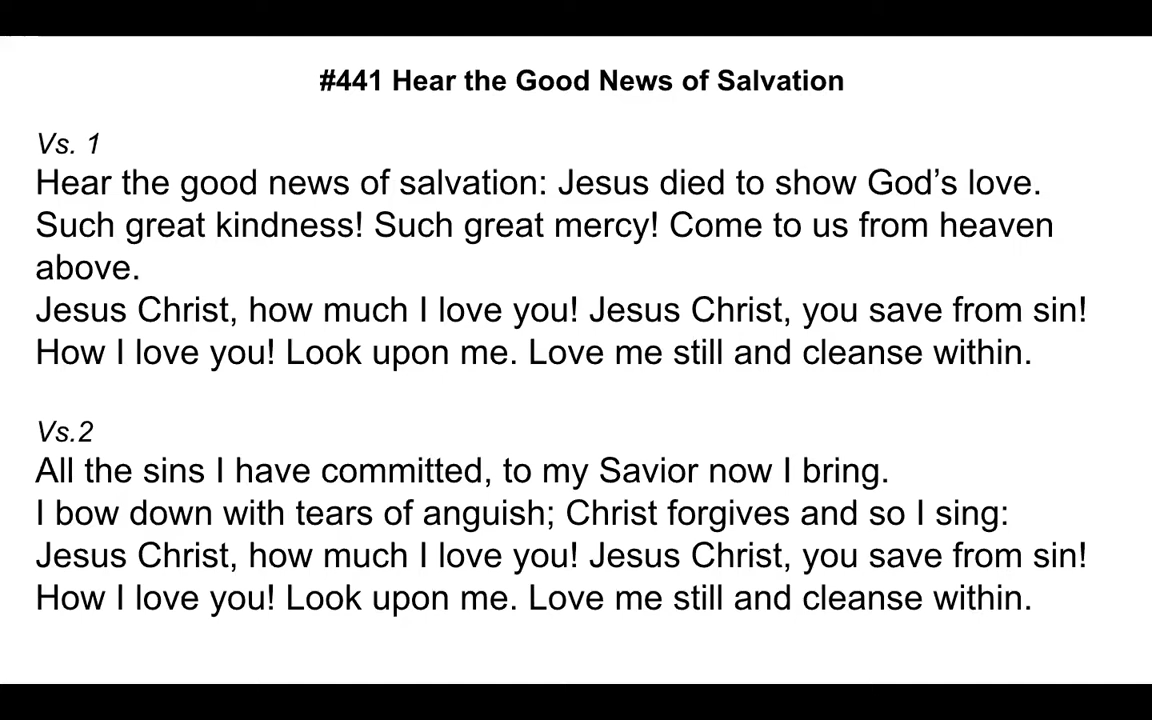 #441 Hear the Good News of Salvation
Vs. 1
Hear the good news of salvation: Jesus died to show God’s love.
Such great kindness! Such great mercy! Come to us from heaven
above.
Jesus Christ, how much I love you! Jesus Christ, you save from sin!
How I love you! Look upon me. Love me still and cleanse within.
Vs.2
All the sins I have committed, to my Savior now I bring.
I bow down with tears of anguish; Christ forgives and so I sing:
Jesus Christ, how much I love you! Jesus Christ, you save from sin!
How I love you! Look upon me. Love me still and cleanse within.